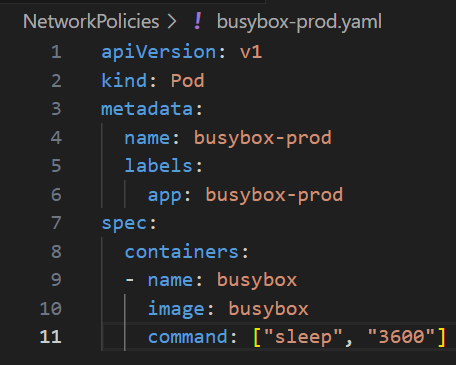 NetworkPolicies > ! busybox-prod.yaml
1 apiVersion: v1
2 kind: Pod
3 metadata:
4   name: busybox-prod
5   labels:
6     app: busybox-prod
7 spec:
8   containers:
9   - name: busybox
10     image: busybox
11     command: ["sleep", "3600"]